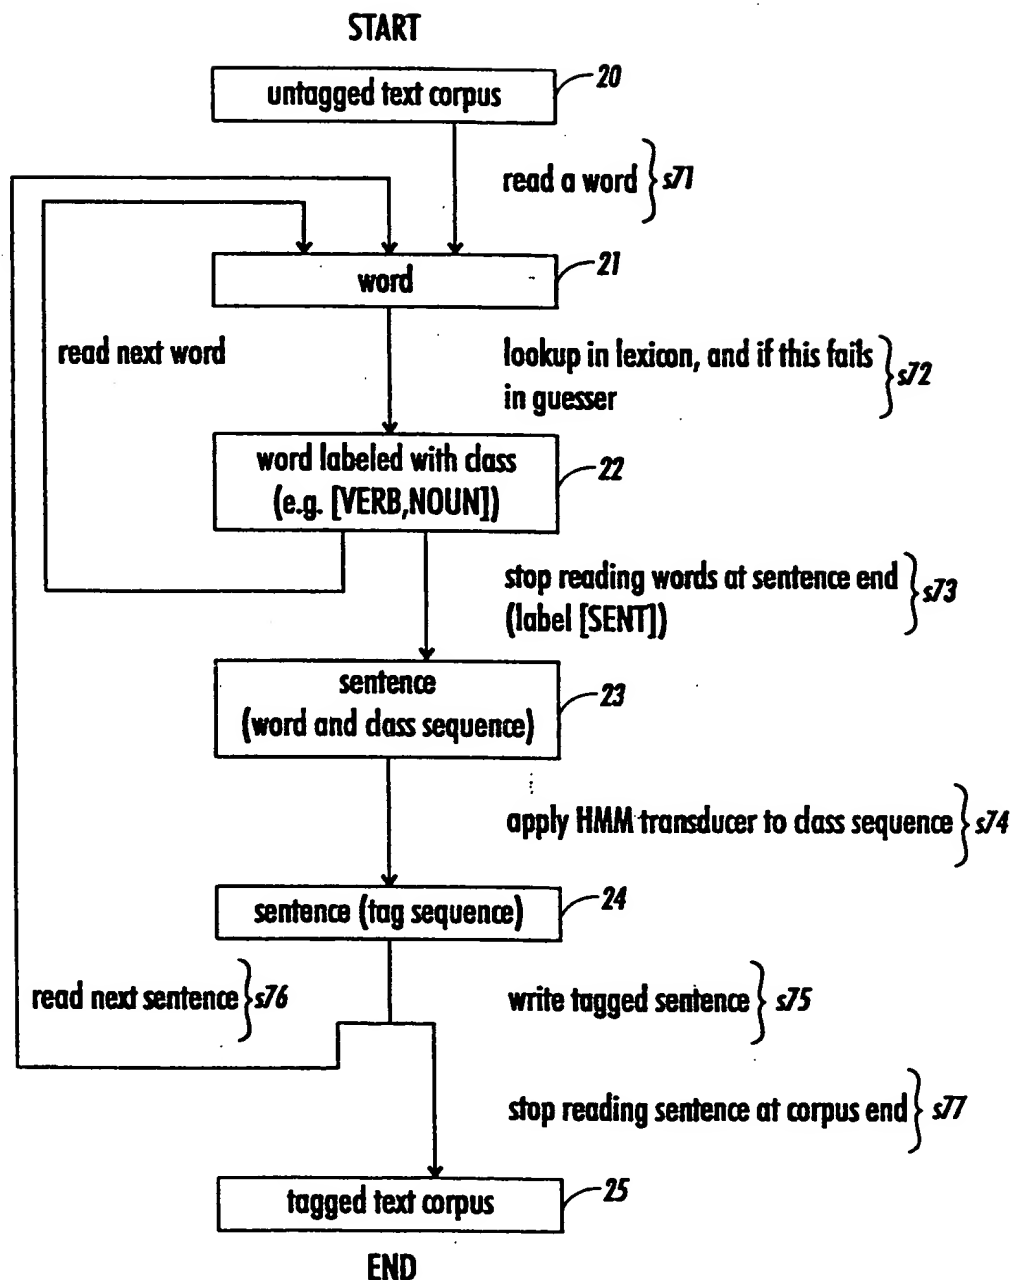 START
untagged text corpus
20
read a word
s71
word
21
read next word
lookup in lexicon, and if this fails
in guesser
s72
word labeled with class
(e.g. [VERB,NOUN])
22
stop reading words at sentence end
(label [SENT])
s73
sentence
(word and class sequence)
23
apply HMM transducer to class sequence
s74
sentence (tag sequence)
24
read next sentence
s76
write tagged sentence
s75
stop reading sentence at corpus end
s77
tagged text corpus
25
END